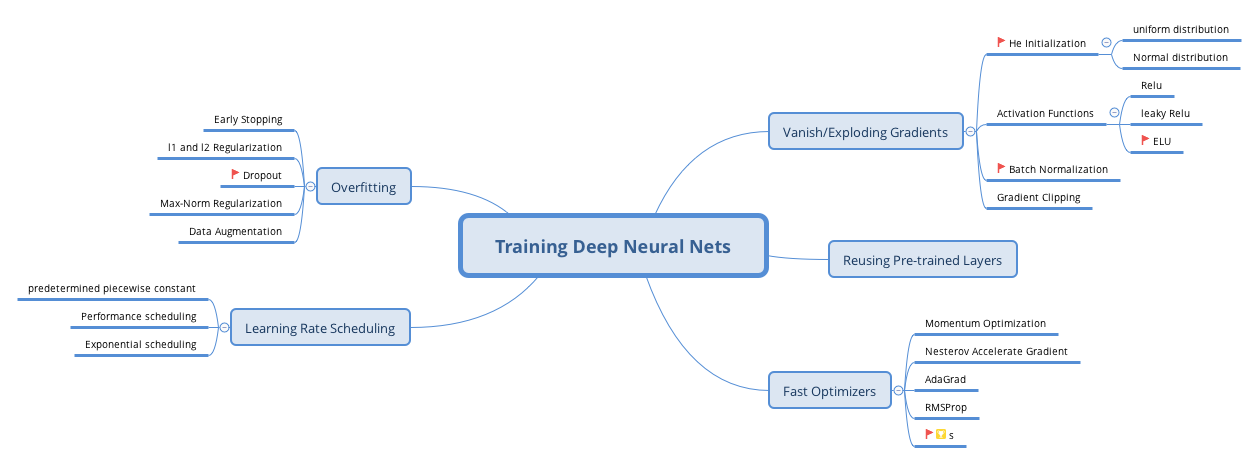 Training Deep Neural Nets
Vanish/Exploding Gradients
He Initialization
uniform distribution
Normal distribution
Activation Functions
Relu
leaky Relu
ELU
Batch Normalization
Gradient Clipping
Reusing Pre-trained Layers
Fast Optimizers
Momentum Optimization
Nesterov Accelerate Gradient
AdaGrad
RMSProp
s
Overfitting
Early Stopping
l1 and l2 Regularization
Dropout
Max-Norm Regularization
Data Augmentation
Learning Rate Scheduling
predetermined piecewise constant
Performance scheduling
Exponential scheduling